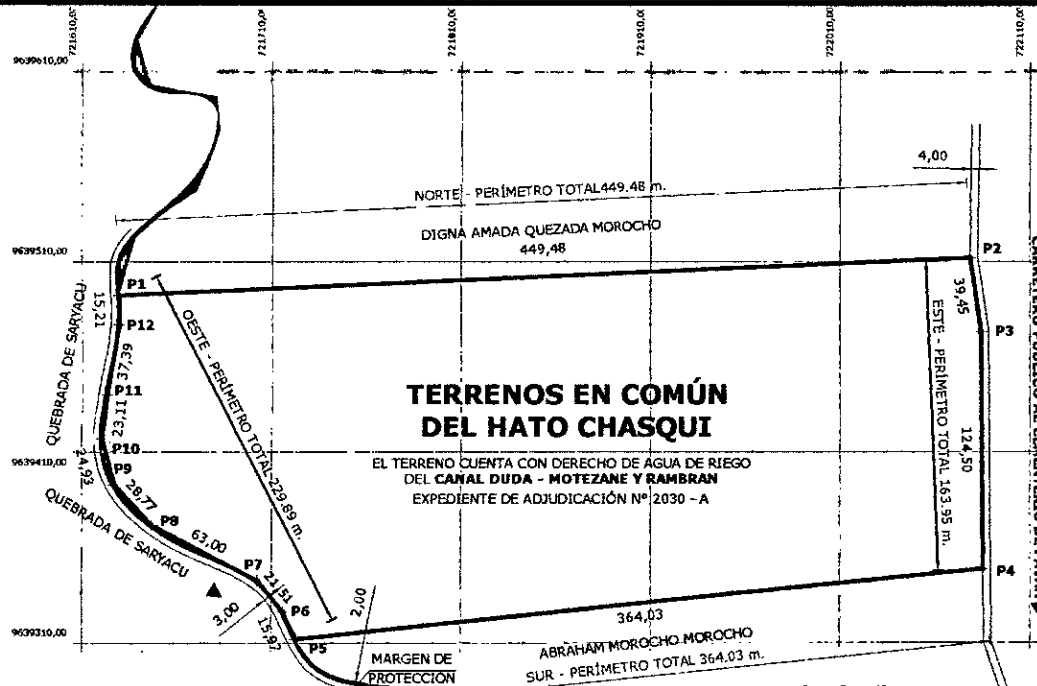 721610,00
721710,00
721810,00
721910,00
722010,00
722110,00
9639610,00
4,00
NORTE - PERÍMETRO TOTAL449.48 m.
DIGNA AMADA QUEZADA MOROCHO
449,48
9639510,00
P2
P1
39,45
15,21
P12
P3
QUEBRADA DE SARYACU
OESTE - PERÍMETRO TOTAL 229.89 m.
ESTE - PERÍMETRO TOTAL 163.95 m.
37,39
P11
23,11
TERRENOS EN COMÚN
DEL HATO CHASQUI
124,50
P10
9639410,00
P9
24,93
EL TERRENO CUENTA CON DERECHO DE AGUA DE RIEGO
DEL CANAL DUDA - MOTEZANE Y RAMBRAN
EXPEDIENTE DE ADJUDICACIÓN Nº 2030 - A
28,77
QUEBRADA DE SARYACU
P8
63,00
P7
P4
21,51
3,00
P6
2,00
15,97
364,03
9639310,00
P5
ABRAHAM MOROCHO MOROCHO
SUR - PERÍMETRO TOTAL 364.03 m.
MARGEN DE
PROTECCIÓN